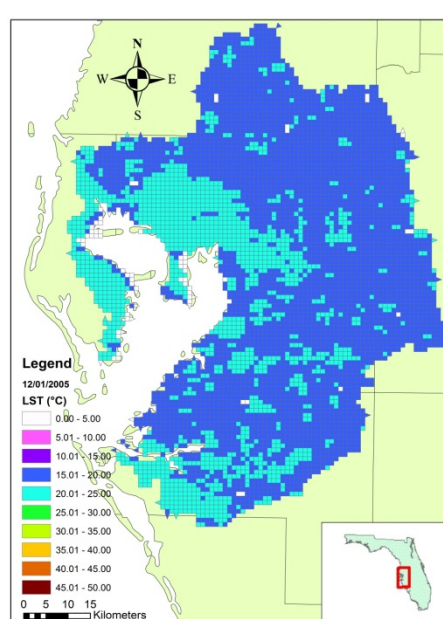 N
W E
S
Legend
12/01/2005
LST (°C)
0.00 - 5.00
5.01 - 10.00
10.01 - 15.00
15.01 - 20.00
20.01 - 25.00
25.01 - 30.00
30.01 - 35.00
35.01 - 40.00
40.01 - 45.00
45.01 - 50.00
0 5 10 15
Kilometers